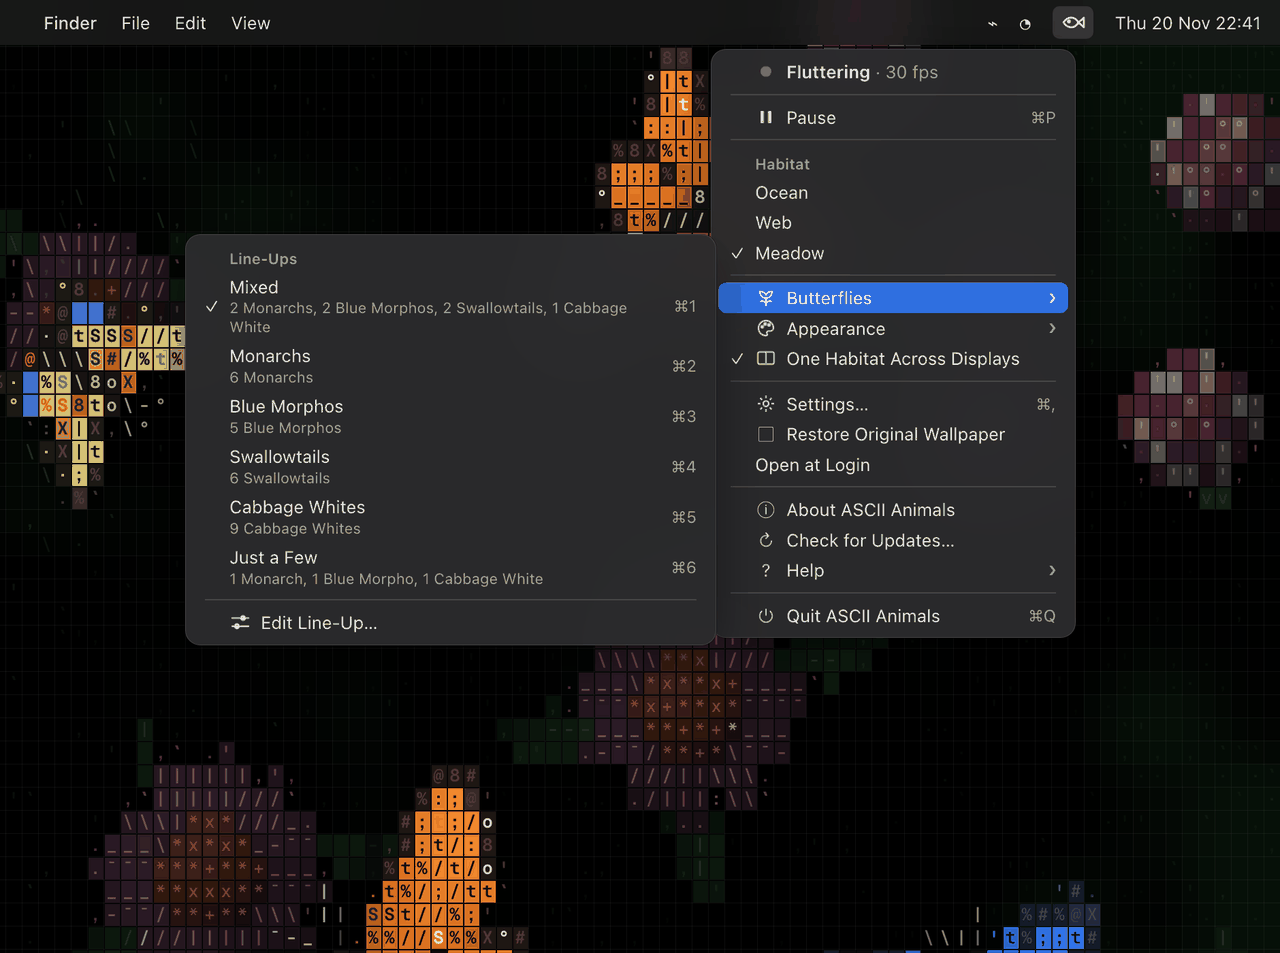 Finder File Edit View
Thu 20 Nov 22:41
Fluttering · 30 fps
Pause ⌘P
Habitat
Ocean
Web
Meadow
Butterflies
Appearance
One Habitat Across Displays
Settings... ⌘,
Restore Original Wallpaper
Open at Login
About ASCII Animals
Check for Updates...
? Help
Quit ASCII Animals ⌘Q
Line-Ups
Mixed
2 Monarchs, 2 Blue Morphos, 2 Swallowtails, 1 Cabbage
White
⌘1
Monarchs
6 Monarchs
⌘2
Blue Morphos
5 Blue Morphos
⌘3
Swallowtails
6 Swallowtails
⌘4
Cabbage Whites
9 Cabbage Whites
⌘5
Just a Few
1 Monarch, 1 Blue Morpho, 1 Cabbage White
⌘6
Edit Line-Up...